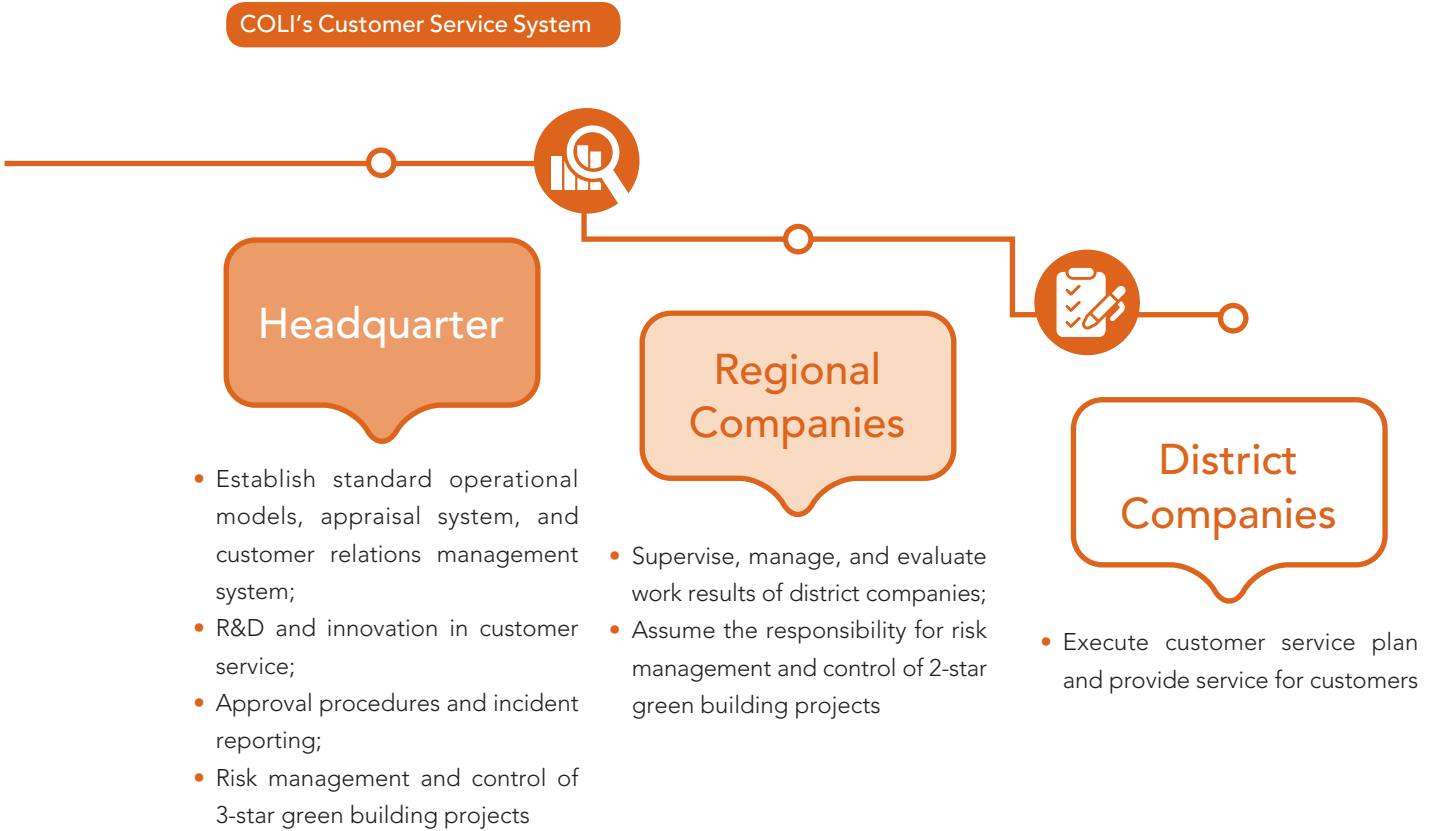 COLI’s Customer Service System
Headquarter
• Establish standard operational
models, appraisal system, and
customer relations management
system;
• R&D and innovation in customer
service;
• Approval procedures and incident
reporting;
• Risk management and control of
3-star green building projects
Regional
Companies
• Supervise, manage, and evaluate
work results of district companies;
• Assume the responsibility for risk
management and control of 2-star
green building projects
District
Companies
• Execute customer service plan
and provide service for customers